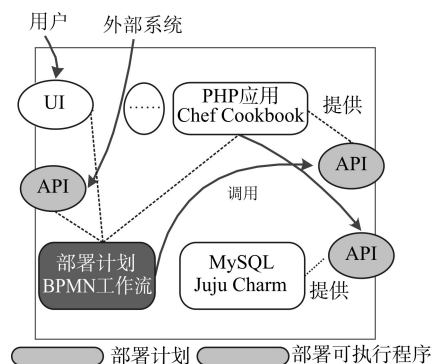 用户
外部系统
UI
......
PHP应用
Chef Cookbook
提供
API
API
调用
部署计划
BPMN工作流
MySQL
Juju Charm
API
提供
部署计划
部署可执行程序